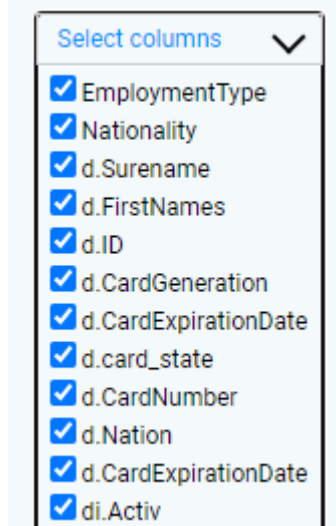 Select columns
EmploymentType
Nationality
d.Surename
d.FirstNames
d.ID
d.CardGeneration
d.CardExpirationDate
d.card_state
d.CardNumber
d.Nation
d.CardExpirationDate
di.Activ